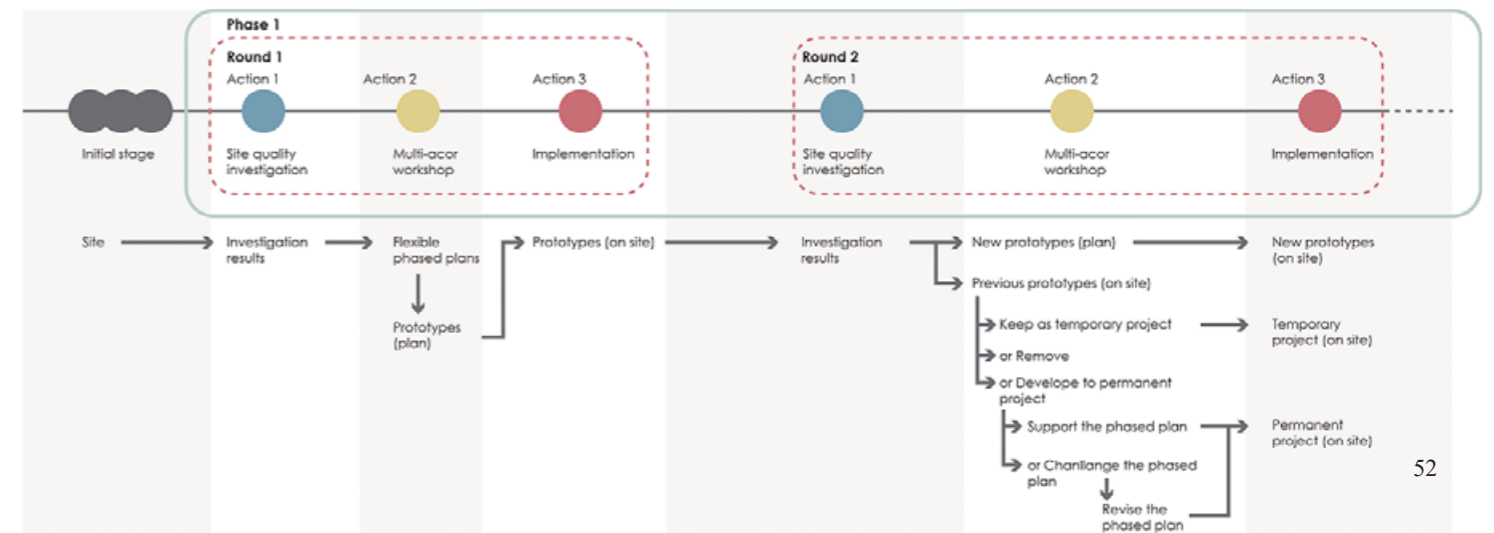 Phase 1
Round 1
Action 1
Action 2
Action 3
Round 2
Action 1
Action 2
Action 3
Initial stage
Site quality
investigation
Multi-acor
workshop
Implementation
Site quality
investigation
Multi-acor
workshop
Implementation
Site
Investigation
results
Flexible
phased plans
Prototypes
(plan)
Prototypes (on site)
Investigation
results
New prototypes (plan)
New prototypes
(on site)
Previous prototypes (on site)
Keep as temporary project
Temporary
project (on site)
or Remove
or Develope to permanent
project
Support the phased plan
Permanent
project (on site)
or Chanllange the phased
plan
Revise the
phased plan
52